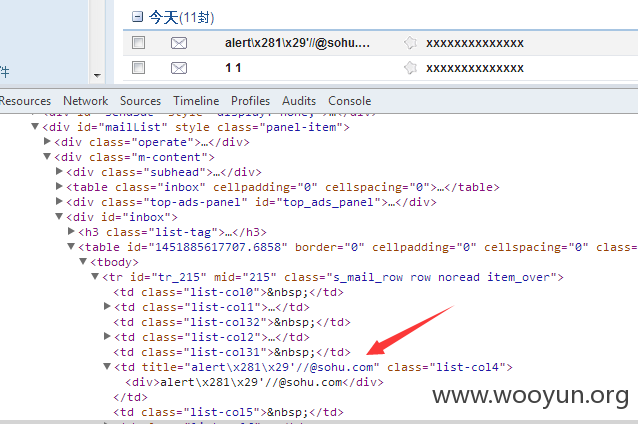 今天(11封)
alert\x281\x29'//@sohu.… xxxxxxxxxxxxxx
件
1 1 xxxxxxxxxxxxxx
Resources Network Sources Timeline Profiles Audits Console
▼<div id="mailList" style class="panel-item">
▶<div class="operate">…</div>
▼<div class="m-content">
▶<div class="subhead">…</div>
▶<table class="inbox" cellpadding="0" cellspacing="0">…</table>
▶<div class="top-ads-panel" id="top_ads_panel">…</div>
▼<div id="inbox">
▶<h3 class="list-tag">…</h3>
▼<table id="1451885617707.6858" border="0" cellpadding="0" cellspacing="0" class=
▼<tbody>
▼<tr id="tr_215" mid="215" class="s_mail_row row noread item_over">
<td class="list-col0">&nbsp;</td>
▶<td class="list-col1">…</td>
<td class="list-col32">&nbsp;</td>
▶<td class="list-col2">…</td>
<td class="list-col31">&nbsp;</td>
▼<td title="alert\x281\x29'//@sohu.com" class="list-col4">
<div>alert\x281\x29'//@sohu.com</div>
</td>
<td class="list-col5">&nbsp;</td>
www.wooyun.org